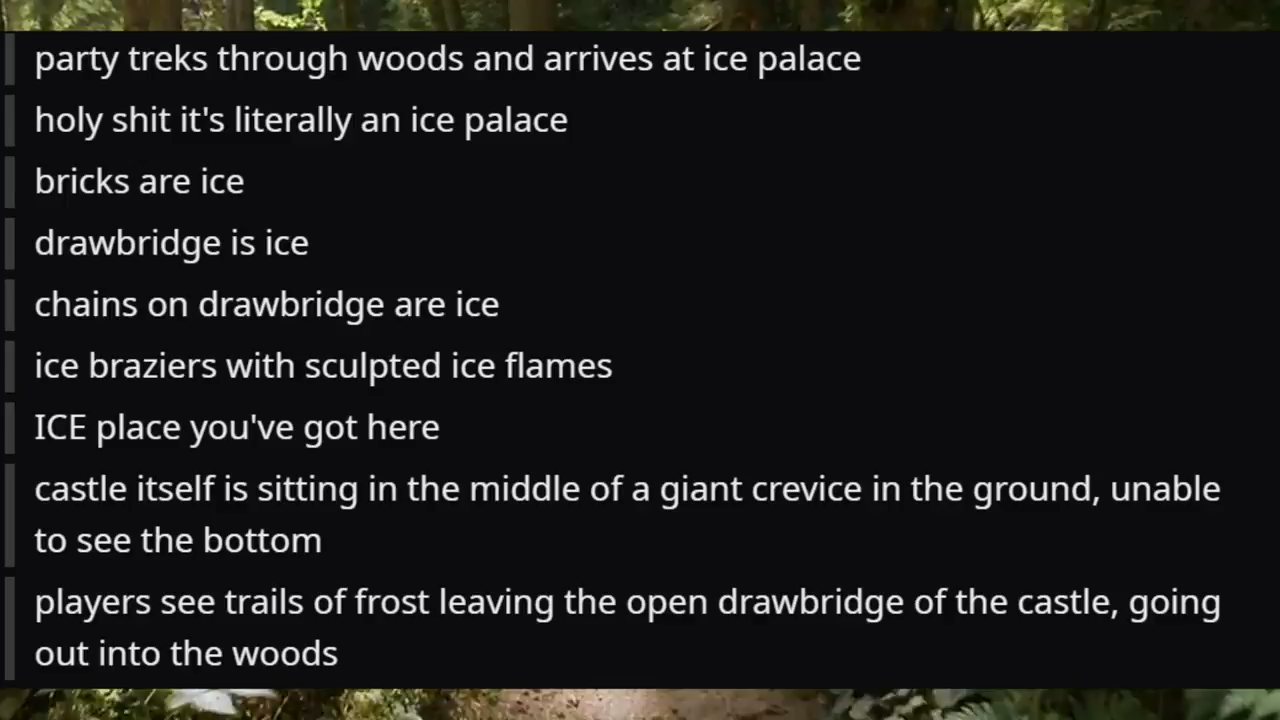 party treks through woods and arrives at ice palace
holy shit it's literally an ice palace
bricks are ice
drawbridge is ice
chains on drawbridge are ice
ice braziers with sculpted ice flames
ICE place you've got here
castle itself is sitting in the middle of a giant crevice in the ground, unable
to see the bottom
players see trails of frost leaving the open drawbridge of the castle, going
out into the woods